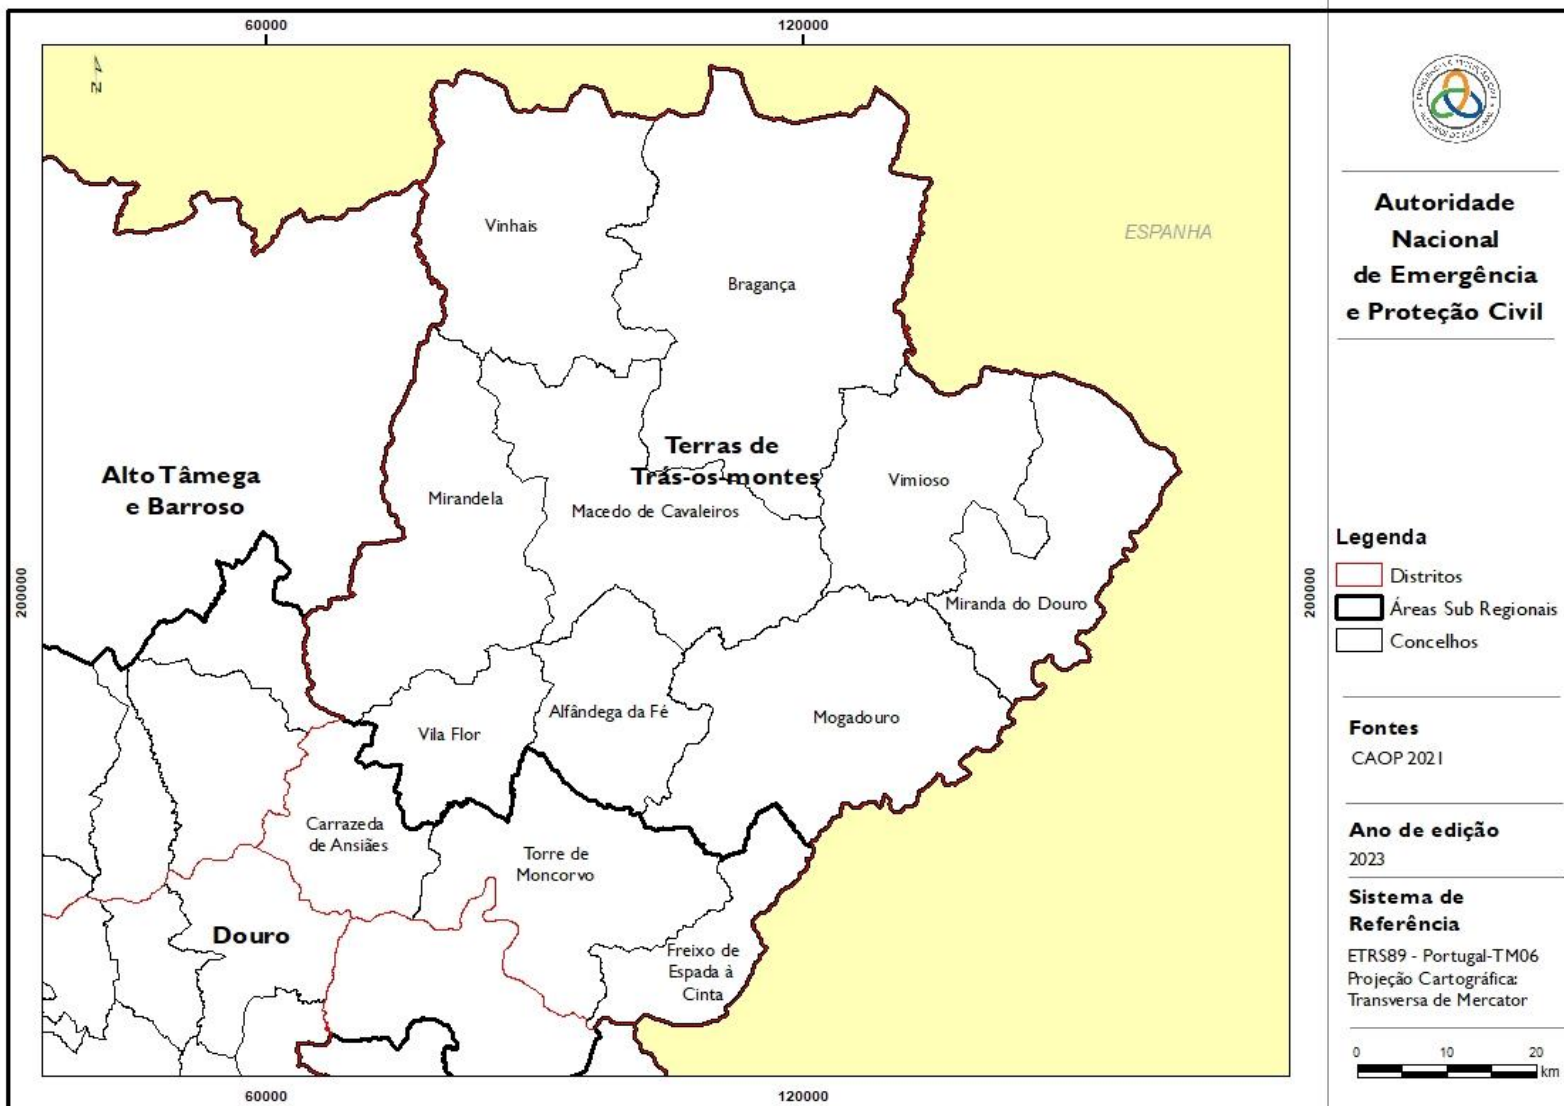 60000
120000
N
Vinhais
Bragança
ESPANHA
Alto Tâmega
e Barroso
Terras de
Trás-os-montes
Mirandela
Macedo de Cavaleiros
Vimioso
Miranda do Douro
200000
200000
Vila Flor
Alfândega da Fé
Mogadouro
Carrazeda
de Ansiães
Torre de
Moncorvo
Douro
Freixo de
Espada à
Cinta
60000
120000
Autoridade
Nacional
de Emergência
e Proteção Civil
Legenda
Distritos
Áreas Sub Regionais
Concelhos
Fontes
CAOP 2021
Ano de edição
2023
Sistema de
Referência
ETRS89 - Portugal-TM06
Projeção Cartográfica:
Transversa de Mercator
0 10 20
km